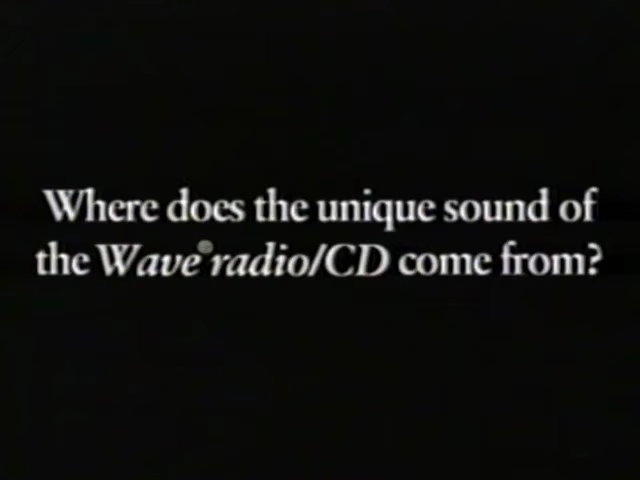 Where does the unique sound of
the Wave® radio/CD come from?